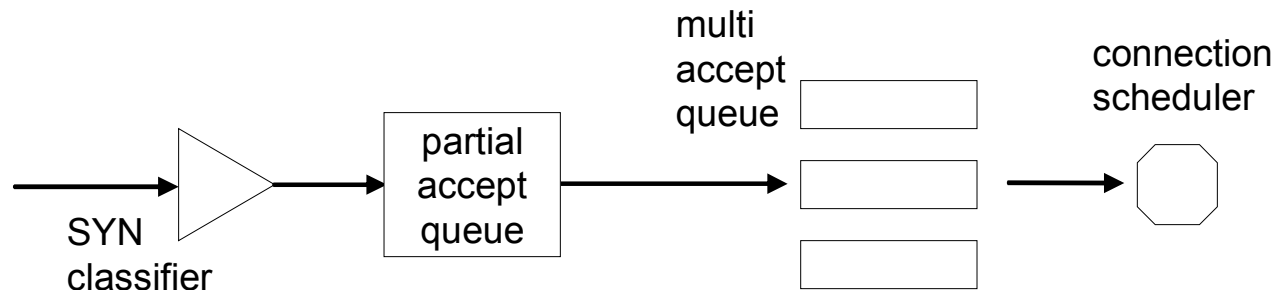 SYN
classifier
partial
accept
queue
multi
accept
queue
connection
scheduler